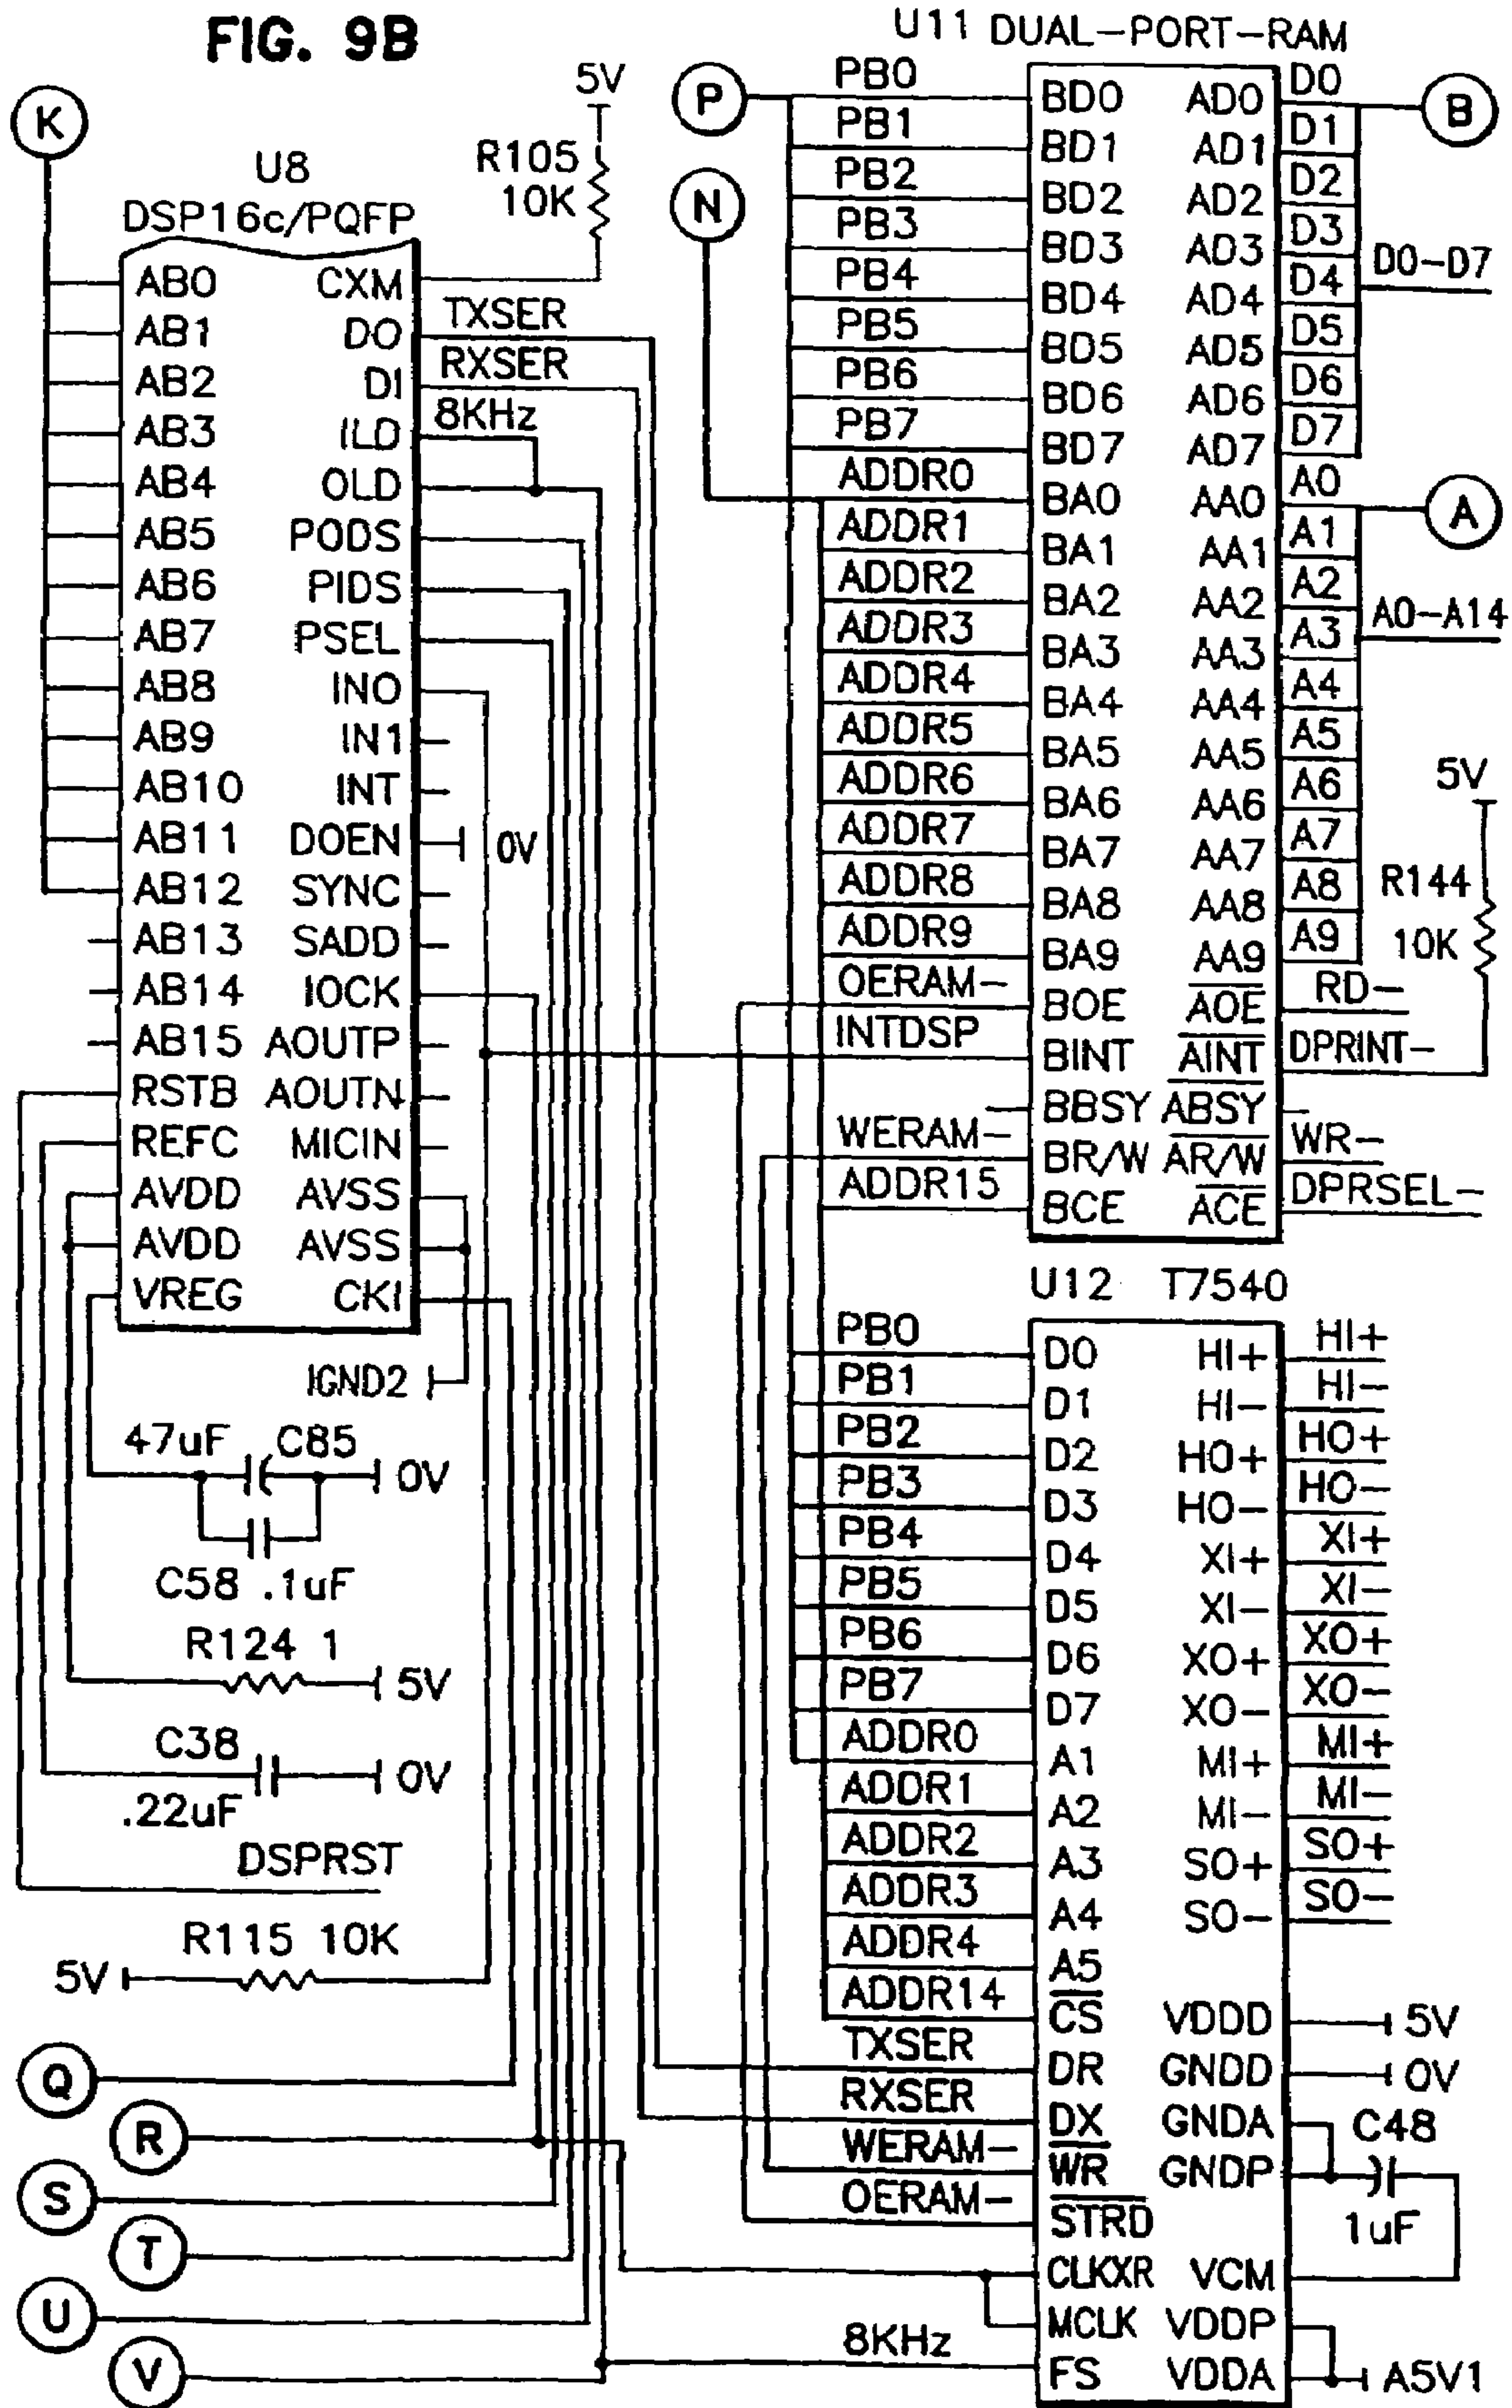 FIG. 9B
K
U8
DSP16c/PQFP
5V
R105
10K
AB0 CXM
AB1 DO TXSER
AB2 DI RXSER
AB3 ILD 8KHz
AB4 OLD
AB5 PODS
AB6 PIDS
AB7 PSEL
AB8 INO
AB9 IN1
AB10 INT
AB11 DOEN 0V
AB12 SYNC
AB13 SADD
AB14 IOCK
AB15 AOUTP
RSTB AOUTN
REFC MICIN
AVDD AVSS
AVDD AVSS
VREG CKI
IGND2
47uF C85
0V
C58 .1uF
R124 1
5V
C38
0V
.22uF
DSPRST
R115 10K
5V
Q
R
S
T
U
V
U11 DUAL-PORT-RAM
P
N
B
A
PB0 BD0 AD0 D0
PB1 BD1 AD1 D1
PB2 BD2 AD2 D2
PB3 BD3 AD3 D3
D0-D7
PB4 BD4 AD4 D4
PB5 BD5 AD5 D5
PB6 BD6 AD6 D6
PB7 BD7 AD7 D7
ADDR0 BA0 AA0 A0
ADDR1 BA1 AA1 A1
ADDR2 BA2 AA2 A2
A0-A14
ADDR3 BA3 AA3 A3
ADDR4 BA4 AA4 A4
ADDR5 BA5 AA5 A5
ADDR6 BA6 AA6 A6
ADDR7 BA7 AA7 A7
ADDR8 BA8 AA8 A8
ADDR9 BA9 AA9 A9
5V
R144
10K
OERAM- BOE AOE RD-
INTDSP BINT AINT DPRINT-
BBSY ABSY
WERAM- BR/W AR/W WR-
ADDR15 BCE ACE DPRSEL-
U12 T7540
PB0 D0 HI+ HI+
PB1 D1 HI- HI-
PB2 D2 HO+ HO+
PB3 D3 HO- HO-
PB4 D4 XI+ XI+
PB5 D5 XI- XI-
PB6 D6 XO+ XO+
PB7 D7 XO- XO-
ADDR0 A1 MI+ MI+
ADDR1 A2 MI- MI-
ADDR2 A3 SO+ SO+
ADDR3 A4 SO- SO-
ADDR4 A5
ADDR14 CS VDDD 5V
TXSER DR GNDD 0V
RXSER DX GNDA C48
WERAM- WR GNDP
OERAM- STRD 1uF
CLKXR VCM
MCLK VDDP
8KHz FS VDDA A5V1